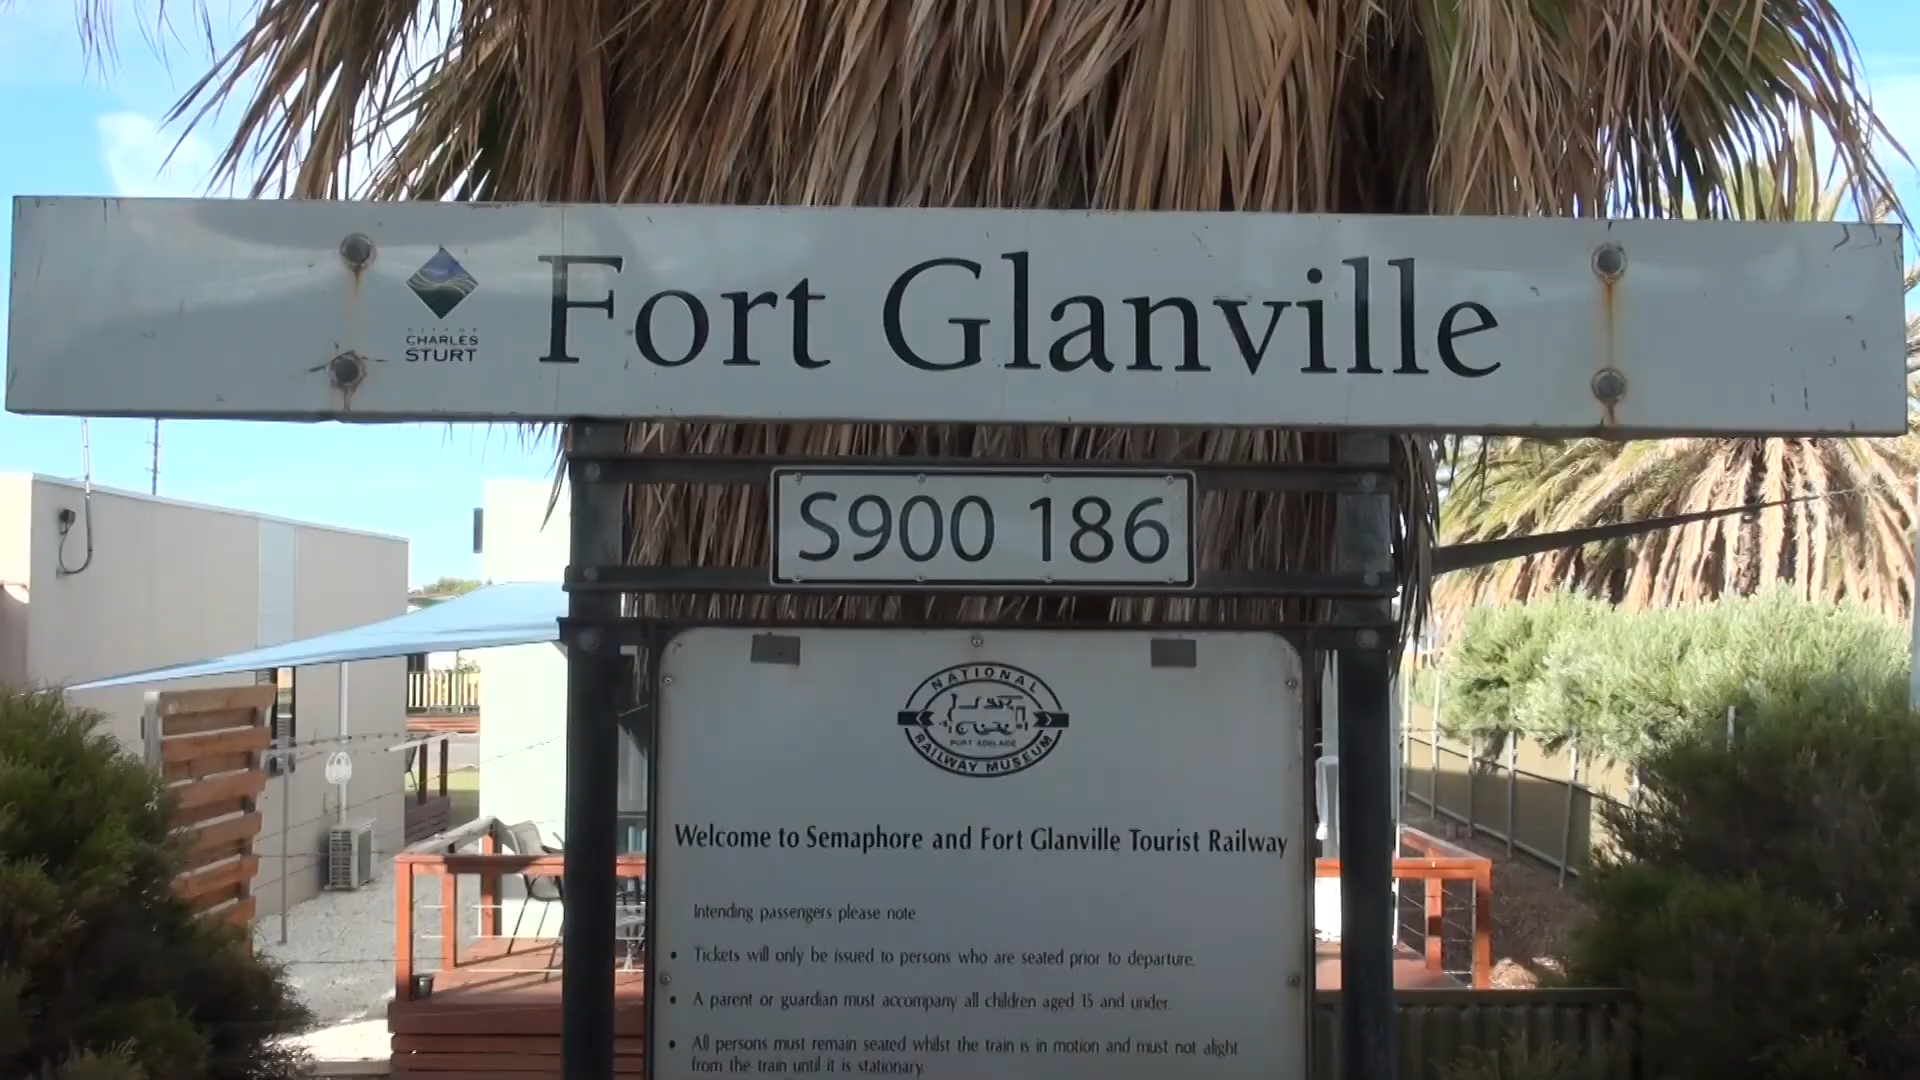 CITY OF
CHARLES
STURT
Fort Glanville
S900 186
NATIONAL
PORT ADELAIDE
RAILWAY MUSEUM
Welcome to Semaphore and Fort Glanville Tourist Railway
Intending passengers please note
• Tickets will only be issued to persons who are seated prior to departure.
• A parent or guardian must accompany all children aged 15 and under.
• All persons must remain seated whilst the train is in motion and must not alight
from the train until it is stationary.